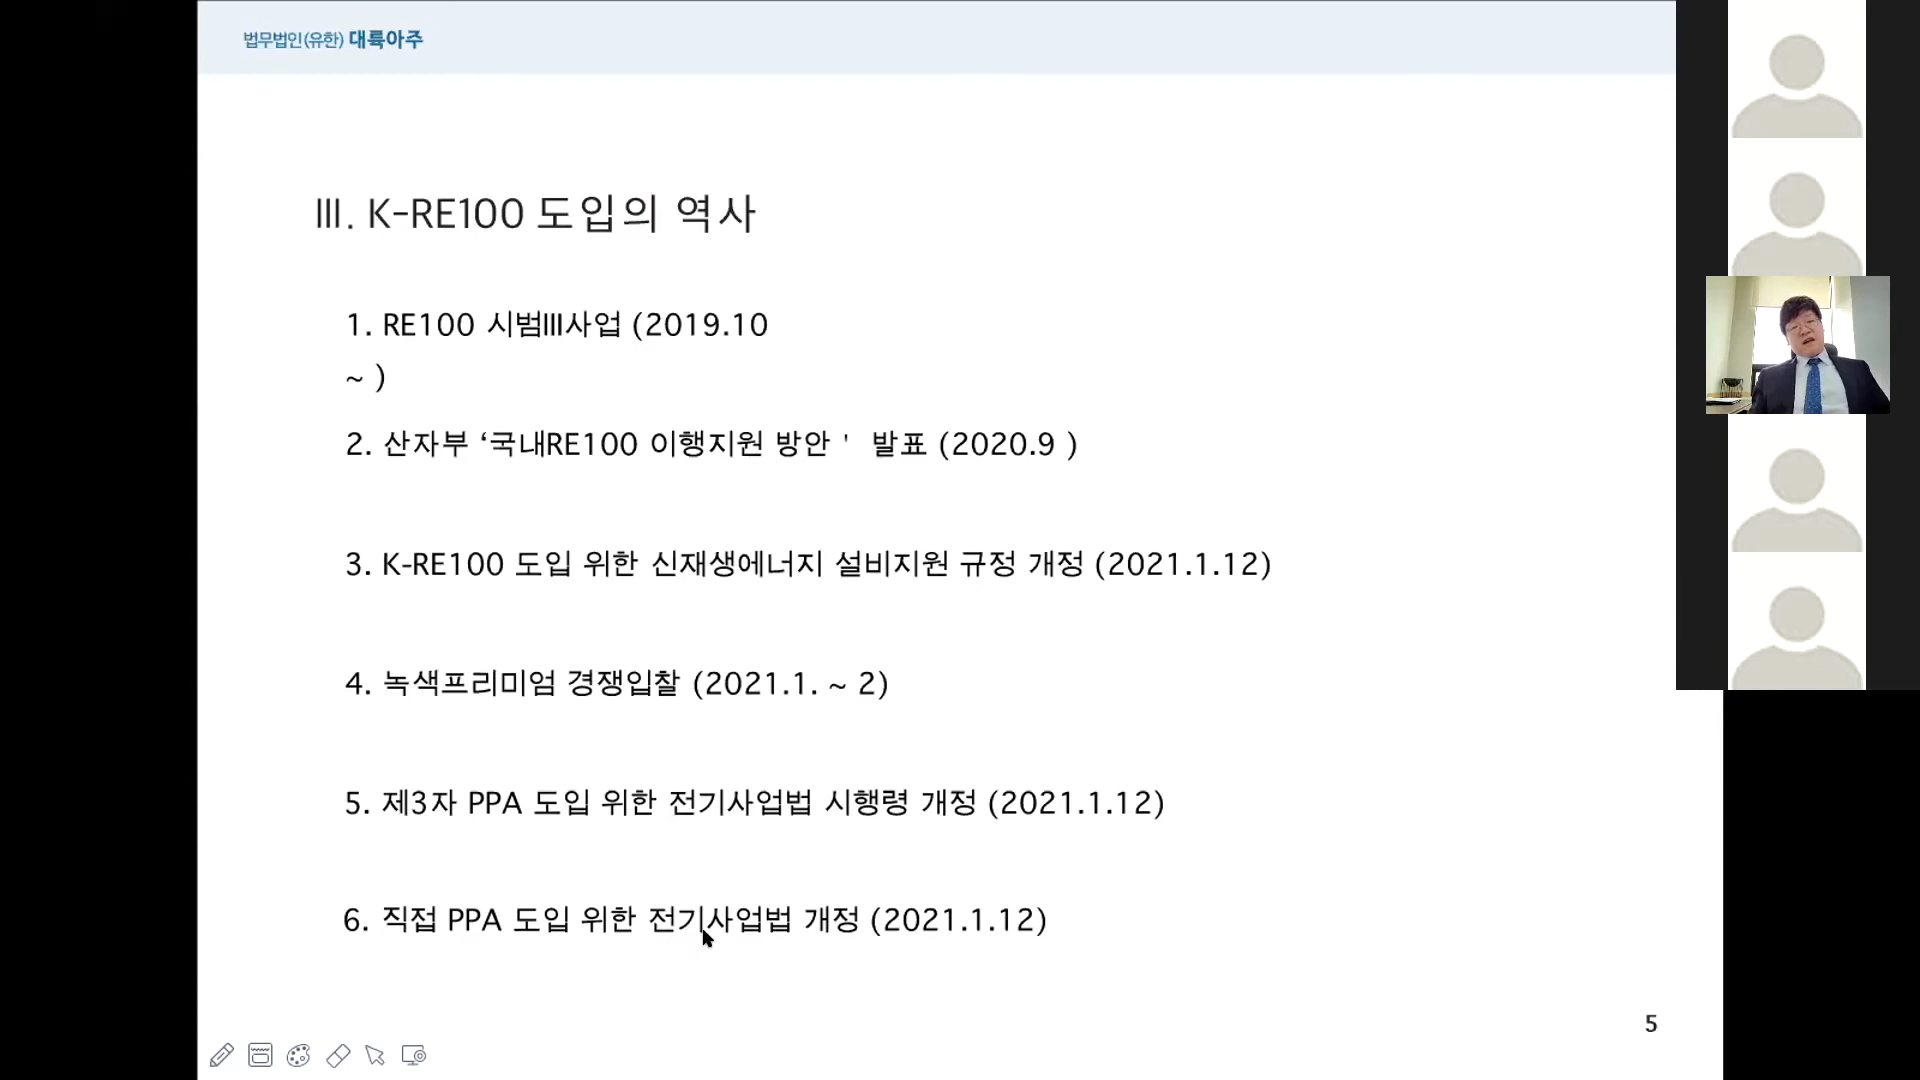 법무법인(유한) 대륙아주
Ⅲ. K-RE100 도입의 역사
1. RE100 시범Ⅲ사업 (2019.10
~ )
2. 산자부 ‘국내RE100 이행지원 방안 ' 발표 (2020.9 )
3. K-RE100 도입 위한 신재생에너지 설비지원 규정 개정 (2021.1.12)
4. 녹색프리미엄 경쟁입찰 (2021.1. ~ 2)
5. 제3자 PPA 도입 위한 전기사업법 시행령 개정 (2021.1.12)
6. 직접 PPA 도입 위한 전기사업법 개정 (2021.1.12)
5